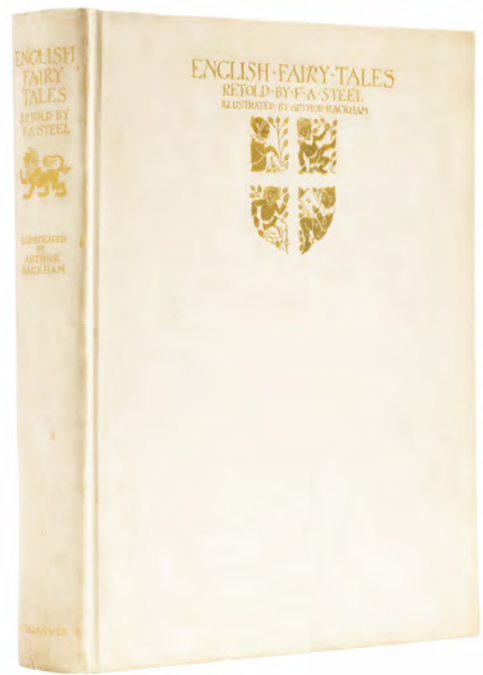 ENGLISH
FAIRY
TALES
RETOLD·BY
F·A·STEEL
ILLUSTRATED
BY
ARTHUR
RACKHAM
ENGLISH·FAIRY·TALES
RETOLD·BY·F·A·STEEL
ILLUSTRATED·BY·ARTHUR·RACKHAM